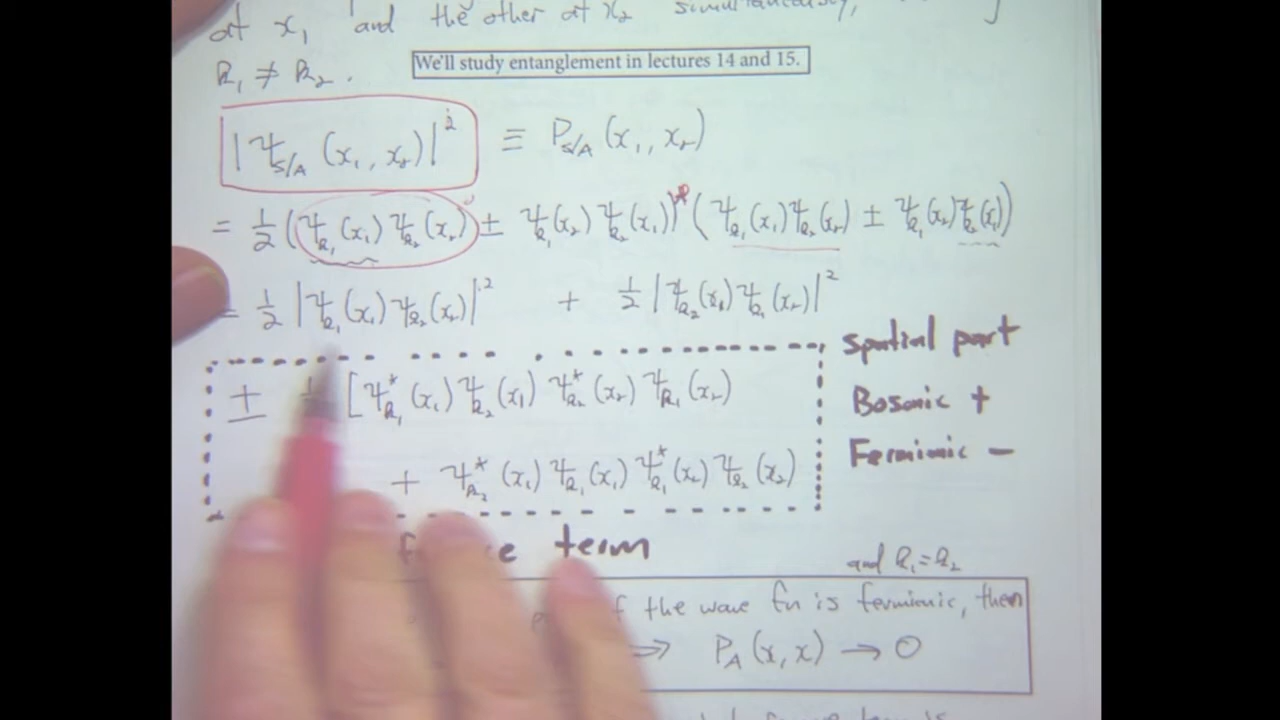 at x₁ and the other at x₂ simultaneously,
k₁ ≠ k₂.
We'll study entanglement in lectures 14 and 15.
|Ψ_S/A (x₁, x₂)|² ≡ P_S/A (x₁, x₂)
= ½ (Ψ_k₁(x₁) Ψ_k₂(x₂) ± Ψ_k₁(x₂) Ψ_k₂(x₁))* (Ψ_k₁(x₁) Ψ_k₂(x₂) ± Ψ_k₁(x₂) Ψ_k₂(x₁))
= ½ |Ψ_k₁(x₁) Ψ_k₂(x₂)|² + ½ |Ψ_k₂(x₁) Ψ_k₁(x₂)|²
± [Ψ*_k₁(x₁) Ψ_k₂(x₁) Ψ*_k₂(x₂) Ψ_k₁(x₂)
+ Ψ*_k₂(x₁) Ψ_k₁(x₁) Ψ*_k₁(x₂) Ψ_k₂(x₂)
spatial part
Bosonic +
Fermionic -
term
and k₁=k₂
the wave fn is fermionic, then
⟹ P_A(x,x) → 0